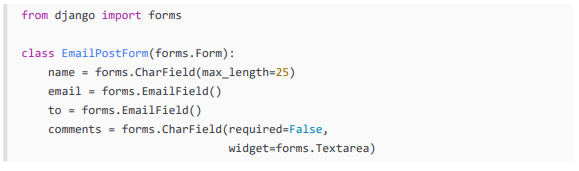 from django import forms
class EmailPostForm(forms.Form):
    name = forms.CharField(max_length=25)
    email = forms.EmailField()
    to = forms.EmailField()
    comments = forms.CharField(required=False,
                               widget=forms.Textarea)